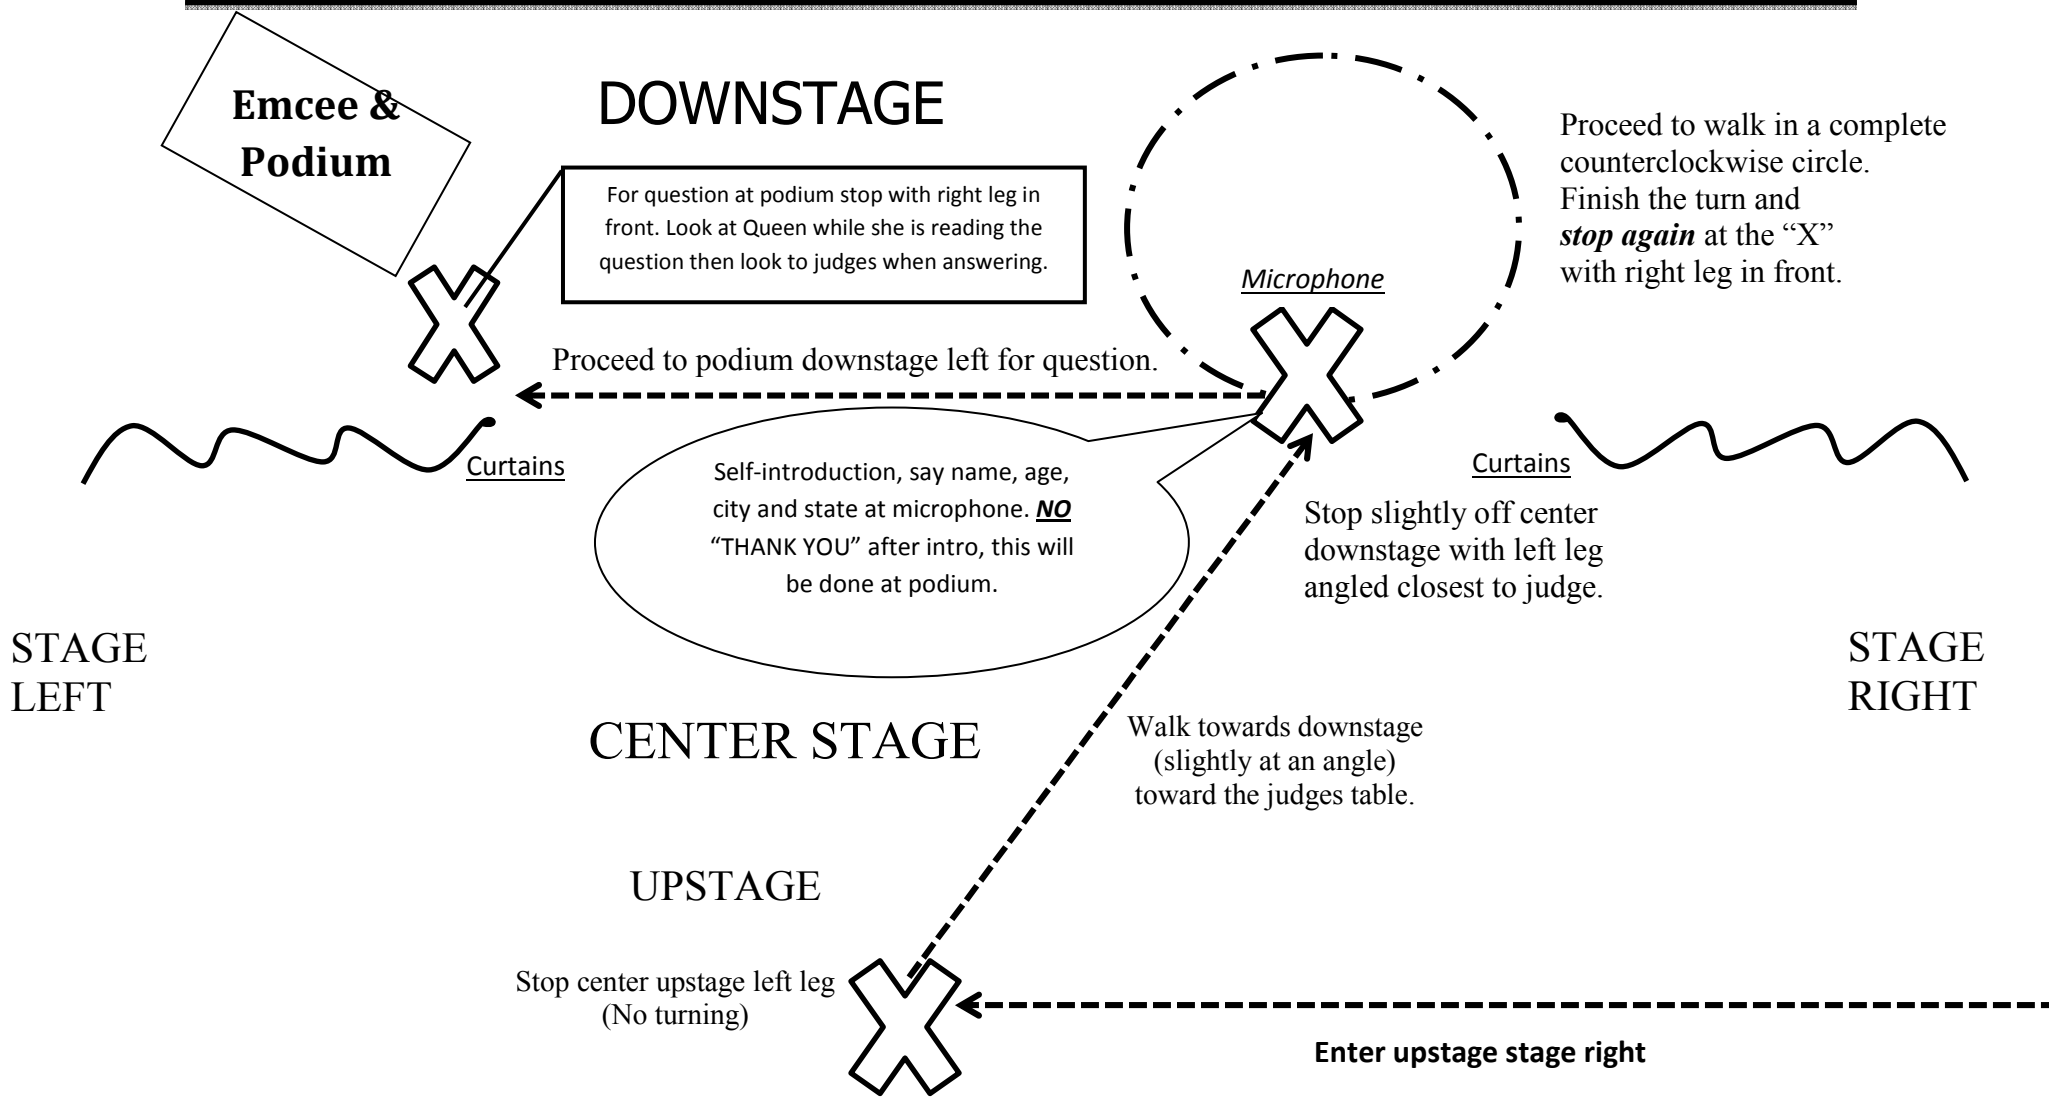 Emcee &
Podium
DOWNSTAGE
For question at podium stop with right leg in
front. Look at Queen while she is reading the
question then look to judges when answering.
Proceed to walk in a complete
counterclockwise circle.
Finish the turn and
stop again at the “X”
with right leg in front.
Microphone
Proceed to podium downstage left for question.
Curtains
Self-introduction, say name, age,
city and state at microphone. NO
“THANK YOU” after intro, this will
be done at podium.
Curtains
Stop slightly off center
downstage with left leg
angled closest to judge.
STAGE
LEFT
STAGE
RIGHT
CENTER STAGE
Walk towards downstage
(slightly at an angle)
toward the judges table.
UPSTAGE
Stop center upstage left leg
(No turning)
Enter upstage stage right